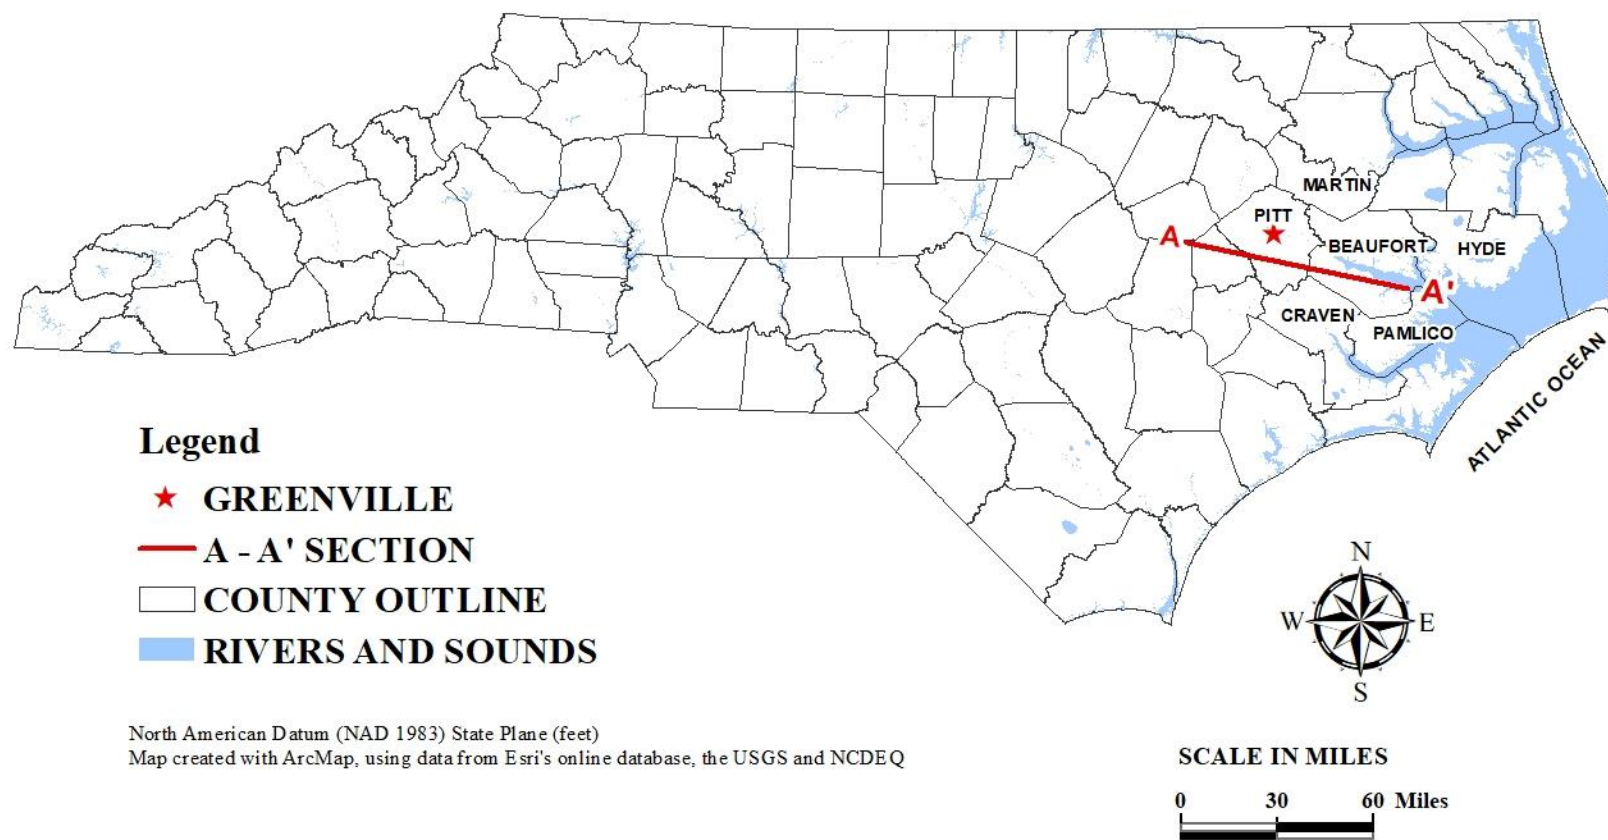 MARTIN
PITT
A
BEAUFORT
HYDE
A'
CRAVEN
PAMLICO
ATLANTIC OCEAN
Legend
GREENVILLE
A - A' SECTION
COUNTY OUTLINE
RIVERS AND SOUNDS
N
W E
S
North American Datum (NAD 1983) State Plane (feet)
Map created with ArcMap, using data from Esri's online database, the USGS and NCDEQ
SCALE IN MILES
0 30 60 Miles